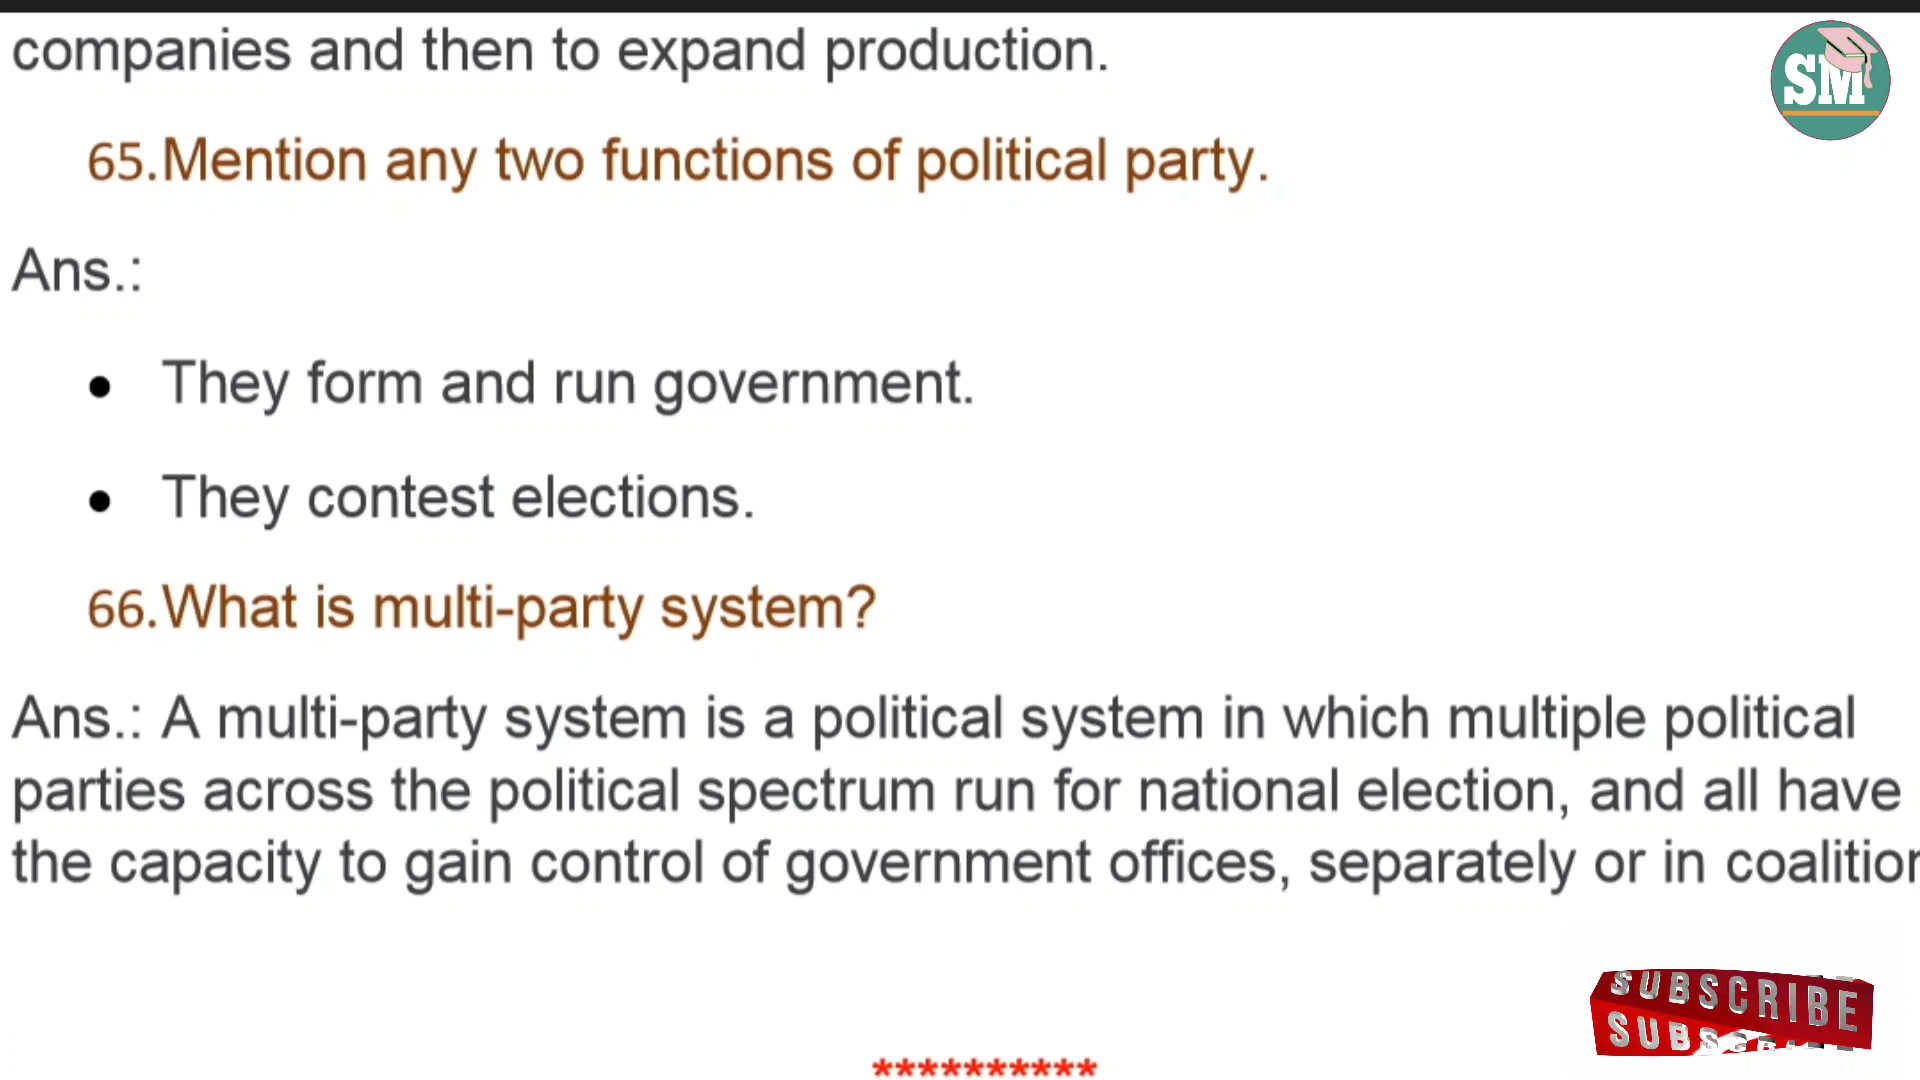 companies and then to expand production.
SM
65.Mention any two functions of political party.
Ans.:
● They form and run government.
● They contest elections.
66.What is multi-party system?
Ans.: A multi-party system is a political system in which multiple political
parties across the political spectrum run for national election, and all have
the capacity to gain control of government offices, separately or in coalition
SUBSCRIBE
**********